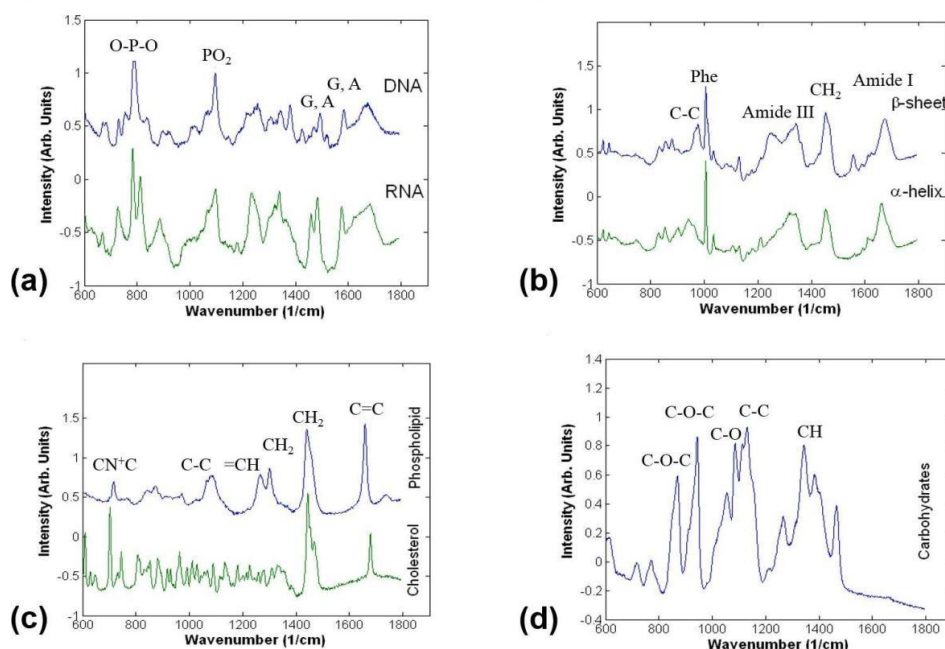 1.5
1
0.5
0
-0.5
-1
Intensity (Arb. Units)
O-P-O
PO2
G, A
G, A
DNA
RNA
600 800 1000 1200 1400 1600 1800
Wavenumber (1/cm)
(a)
1.5
1
0.5
0
-0.5
-1
Intensity (Arb. Units)
C-C
Phe
Amide III
CH2
Amide I
β-sheet
α-helix
600 800 1000 1200 1400 1600 1800
Wavenumber (1/cm)
(b)
1.5
1
0.5
0
-0.5
-1
Intensity (Arb. Units)
CN+C
C-C
=CH
CH2
CH2
C=C
Phospholipid
Cholesterol
600 800 1000 1200 1400 1600 1800
Wavenumber (1/cm)
(c)
1.4
1.2
1
0.8
0.6
0.4
0.2
0
-0.2
-0.4
Intensity (Arb. Units)
C-O-C
C-O-C
C-O
C-C
CH
Carbohydrates
600 800 1000 1200 1400 1600 1800
Wavenumber (1/cm)
(d)